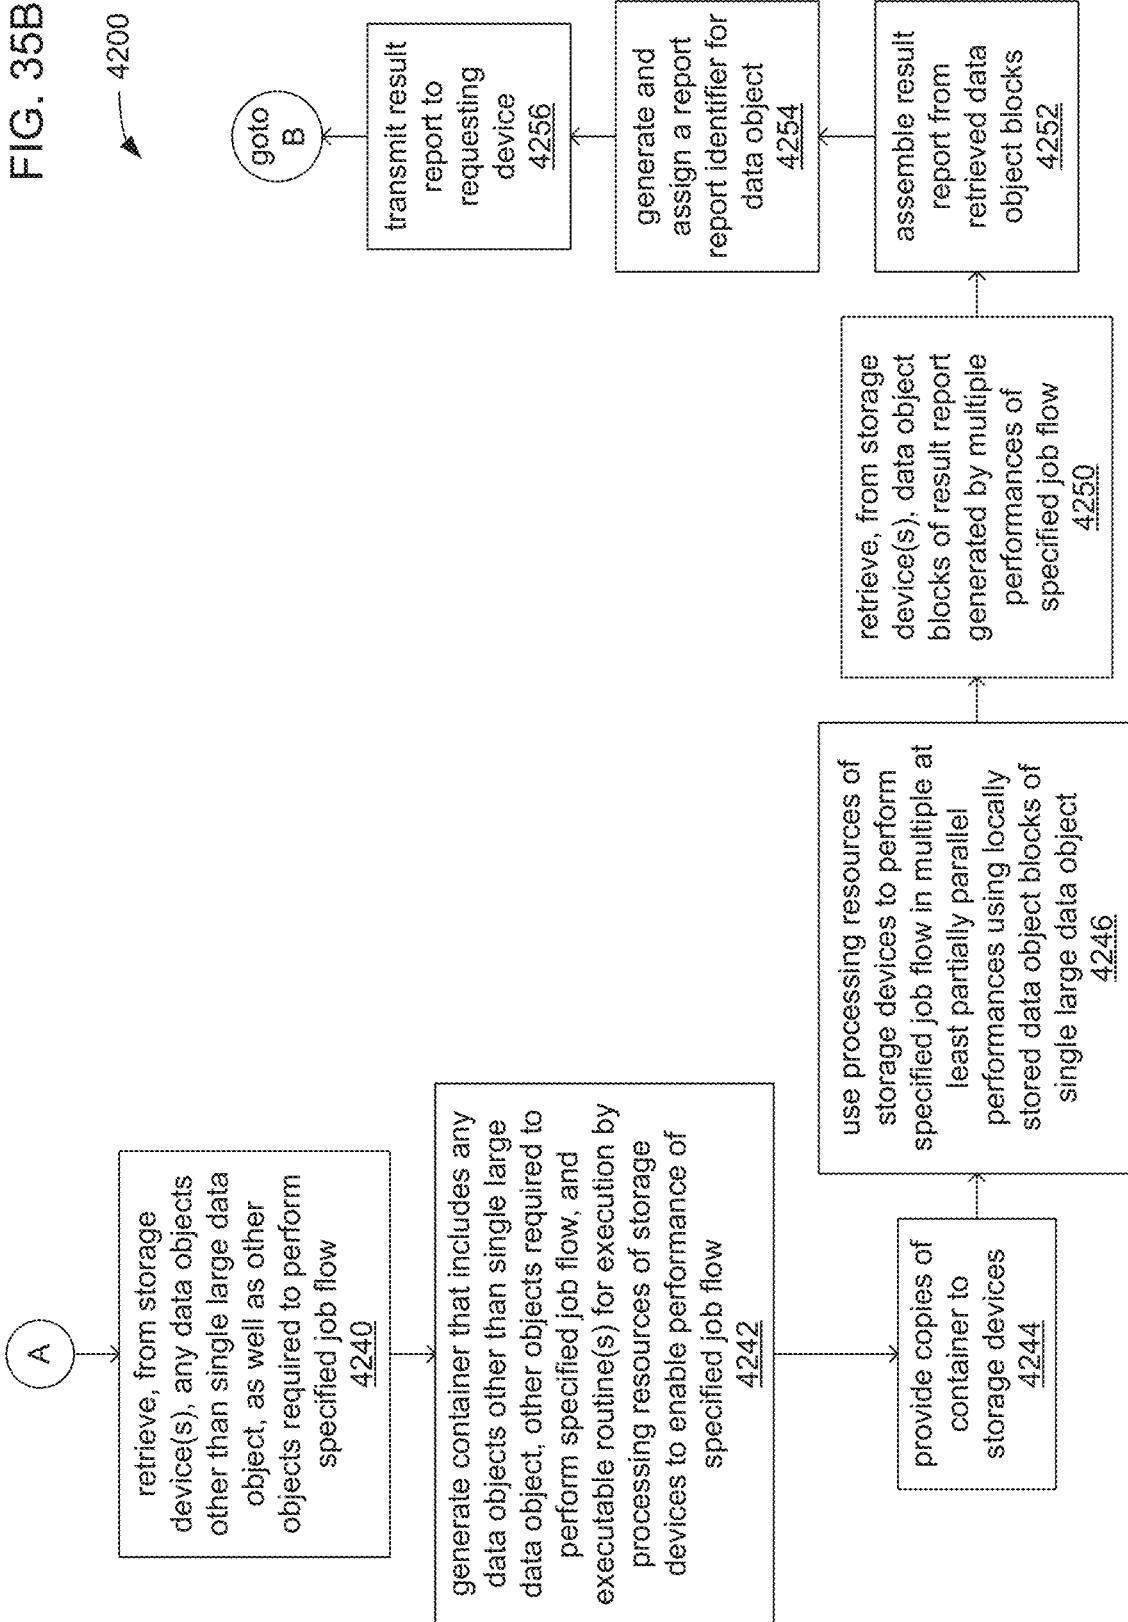 FIG. 35B
4200
A
retrieve, from storage
device(s), any data objects
other than single large data
object, as well as other
objects required to perform
specified job flow
4240
generate container that includes any
data objects other than single large
data object, other objects required to
perform specified job flow, and
executable routine(s) for execution by
processing resources of storage
devices to enable performance of
specified job flow
4242
provide copies of
container to
storage devices
4244
use processing resources of
storage devices to perform
specified job flow in multiple at
least partially parallel
performances using locally
stored data object blocks of
single large data object
4246
retrieve, from storage
device(s), data object
blocks of result report
generated by multiple
performances of
specified job flow
4250
assemble result
report from
retrieved data
object blocks
4252
generate and
assign a report
report identifier for
data object
4254
transmit result
report to
requesting
device
4256
goto
B